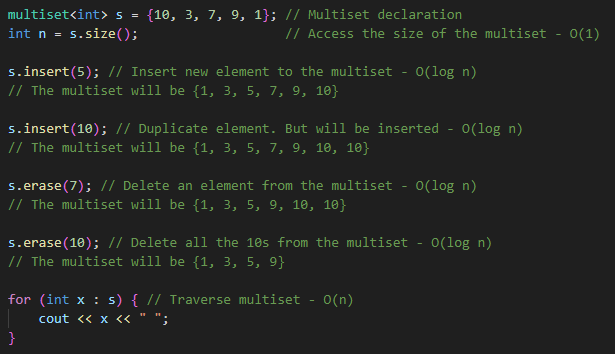 multiset<int> s = {10, 3, 7, 9, 1}; // Multiset declaration
int n = s.size();                   // Access the size of the multiset - O(1)

s.insert(5); // Insert new element to the multiset - O(log n)
// The multiset will be {1, 3, 5, 7, 9, 10}

s.insert(10); // Duplicate element. But will be inserted - O(log n)
// The multiset will be {1, 3, 5, 7, 9, 10, 10}

s.erase(7); // Delete an element from the multiset - O(log n)
// The multiset will be {1, 3, 5, 9, 10, 10}

s.erase(10); // Delete all the 10s from the multiset - O(log n)
// The multiset will be {1, 3, 5, 9}

for (int x : s) { // Traverse multiset - O(n)
    cout << x << " ";
}